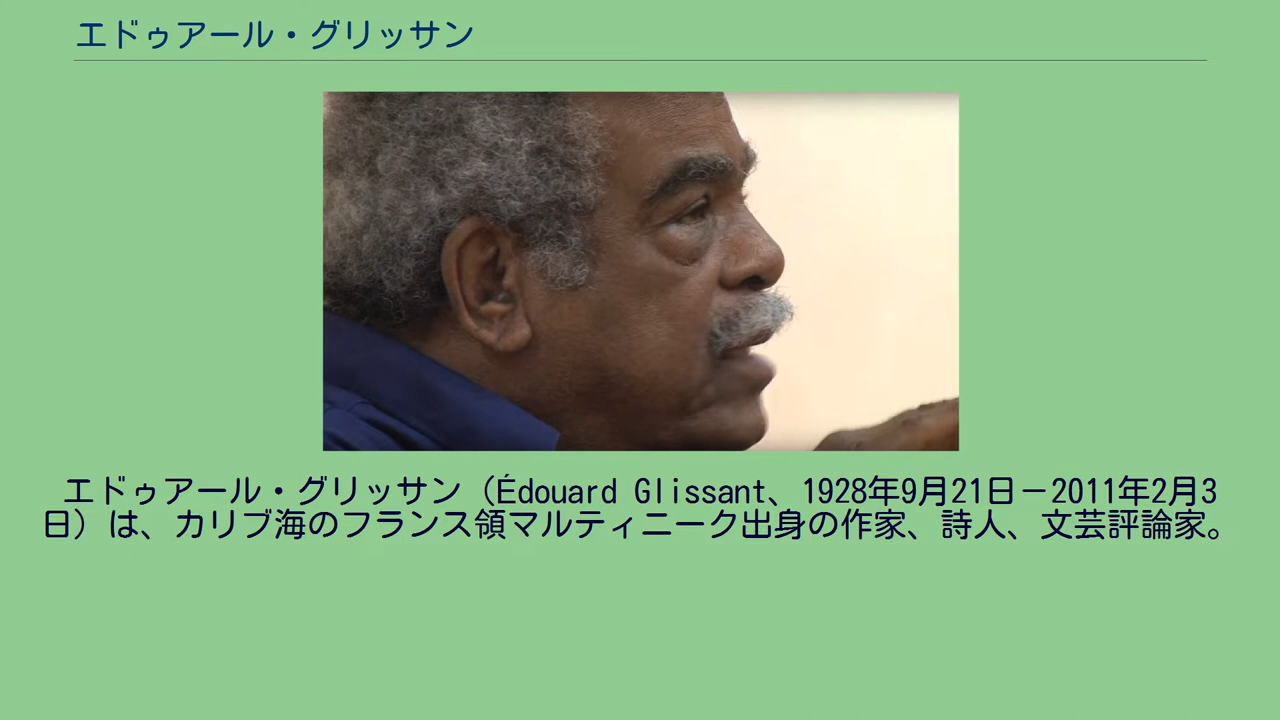 エドゥアール・グリッサン
エドゥアール・グリッサン（Édouard Glissant、1928年9月21日－2011年2月3
日）は、カリブ海のフランス領マルティニーク出身の作家、詩人、文芸評論家。